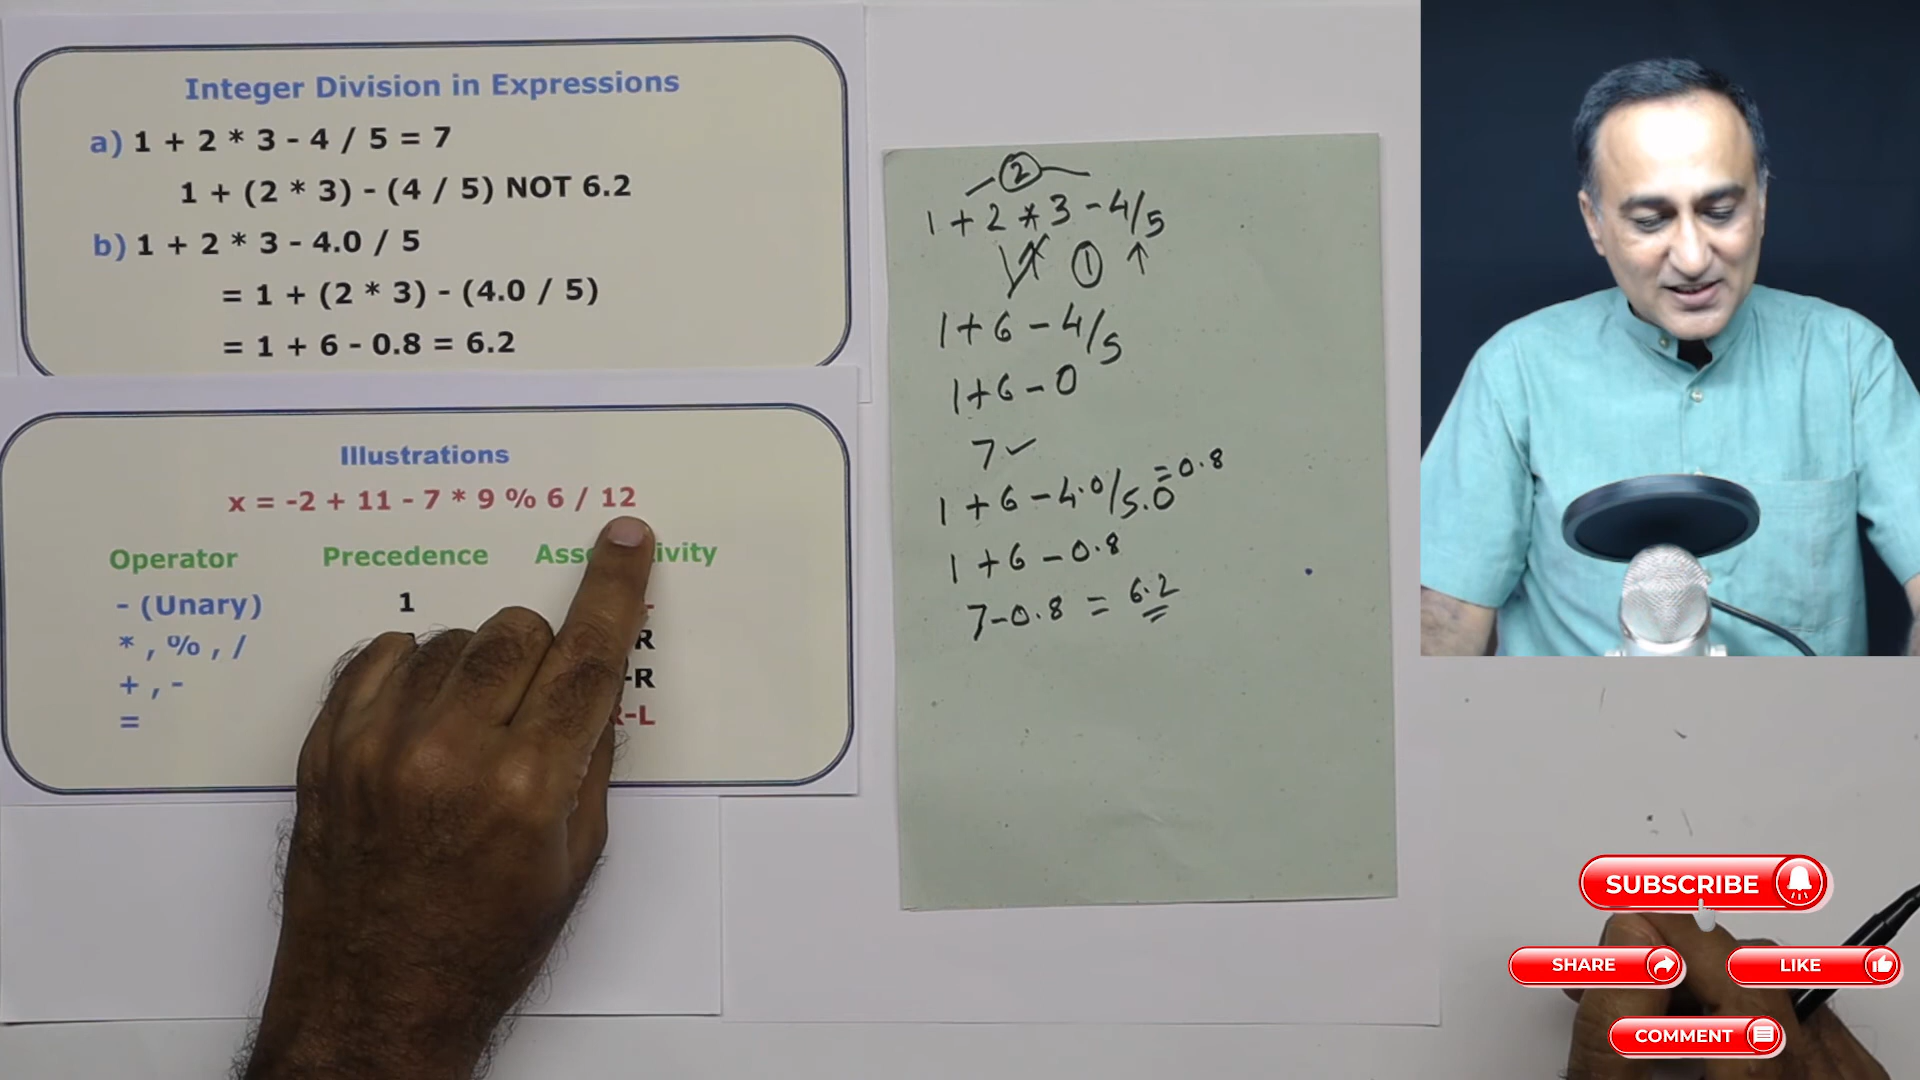 Integer Division in Expressions
a) 1 + 2 * 3 - 4 / 5 = 7
1 + (2 * 3) - (4 / 5) NOT 6.2
b) 1 + 2 * 3 - 4.0 / 5
= 1 + (2 * 3) - (4.0 / 5)
= 1 + 6 - 0.8 = 6.2
Illustrations
x = -2 + 11 - 7 * 9 % 6 / 12
Operator Precedence
- (Unary) 1
* , % , / R
+ , - -R
= R-L
2
1 + 2 * 3 - 4/5
1
1 + 6 - 4/5
1 + 6 - 0
7 ✓
1 + 6 - 4.0/5.0 = 0.8
1 + 6 - 0.8
7 - 0.8 = 6.2
SUBSCRIBE
SHARE
LIKE
COMMENT